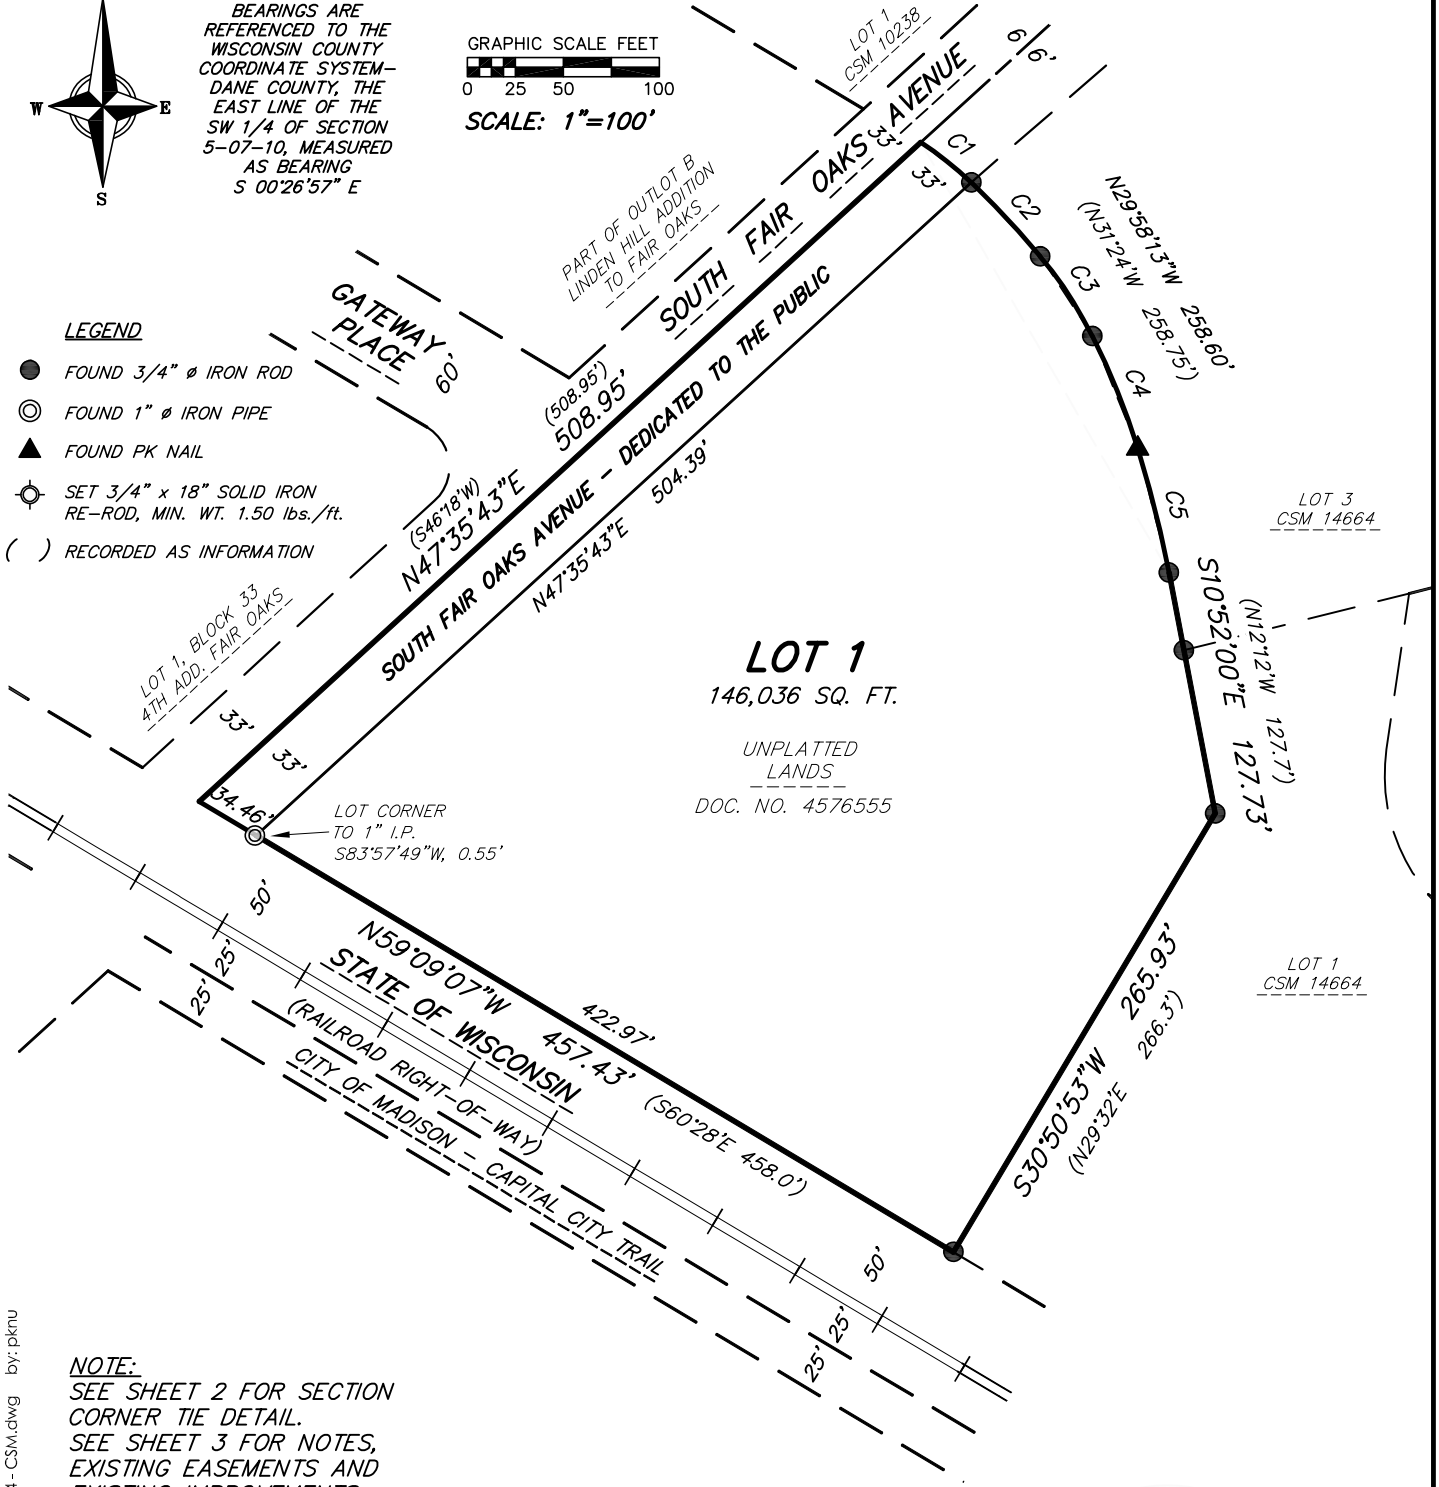 BEARINGS ARE
REFERENCED TO THE
WISCONSIN COUNTY
COORDINATE SYSTEM–
DANE COUNTY, THE
EAST LINE OF THE
SW 1/4 OF SECTION
5-07-10, MEASURED
AS BEARING
S 00°26'57" E
W
E
S
GRAPHIC SCALE FEET
0 25 50 100
SCALE: 1"=100'
LOT 1
CSM 10238
6' 6'
SOUTH FAIR OAKS AVENUE
33'
33'
C1
C2
C3
C4
C5
N29°58'13"W 258.60'
(N31°24'W 258.75')
PART OF OUTLOT B
LINDEN HILL ADDITION
TO FAIR OAKS
GATEWAY
PLACE
60'
LEGEND
FOUND 3/4" ø IRON ROD
FOUND 1" ø IRON PIPE
FOUND PK NAIL
SET 3/4" x 18" SOLID IRON
RE-ROD, MIN. WT. 1.50 lbs./ft.
( ) RECORDED AS INFORMATION
(508.95')
508.95'
(S46°18'W)
N47°35'43"E
SOUTH FAIR OAKS AVENUE – DEDICATED TO THE PUBLIC
N47°35'43"E 504.39'
LOT 1, BLOCK 33
4TH ADD. FAIR OAKS
33'
33'
34.46'
LOT CORNER
TO 1" I.P.
S83°57'49"W, 0.55'
LOT 1
146,036 SQ. FT.
UNPLATTED
LANDS
DOC. NO. 4576555
LOT 3
CSM 14664
S10°52'00"E 127.73'
(N12°12'W 127.7')
LOT 1
CSM 14664
S30°50'53"W 265.93'
(N29°32'E 266.3')
50'
25'
25'
N59°09'07"W 457.43'
422.97'
(S60°28'E 458.0')
STATE OF WISCONSIN
(RAILROAD RIGHT-OF-WAY)
CITY OF MADISON – CAPITAL CITY TRAIL
50'
25'
25'
NOTE:
SEE SHEET 2 FOR SECTION
CORNER TIE DETAIL.
SEE SHEET 3 FOR NOTES,
EXISTING EASEMENTS AND
EXISTING IMPROVEMENTS
4 - CSM.dwg by: pknu